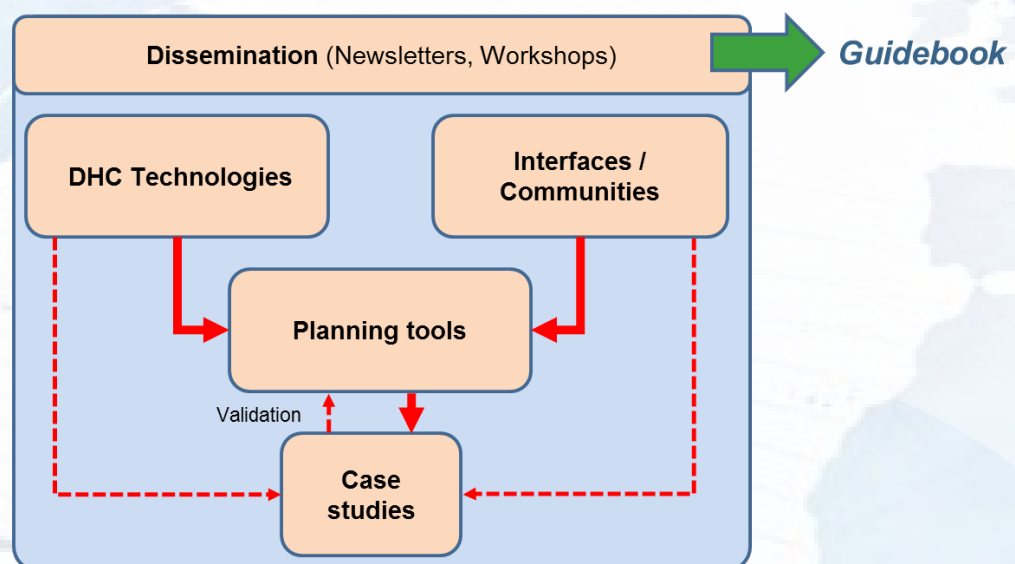 Dissemination (Newsletters, Workshops)
Guidebook
DHC Technologies
Interfaces /
Communities
Planning tools
Validation
Case
studies